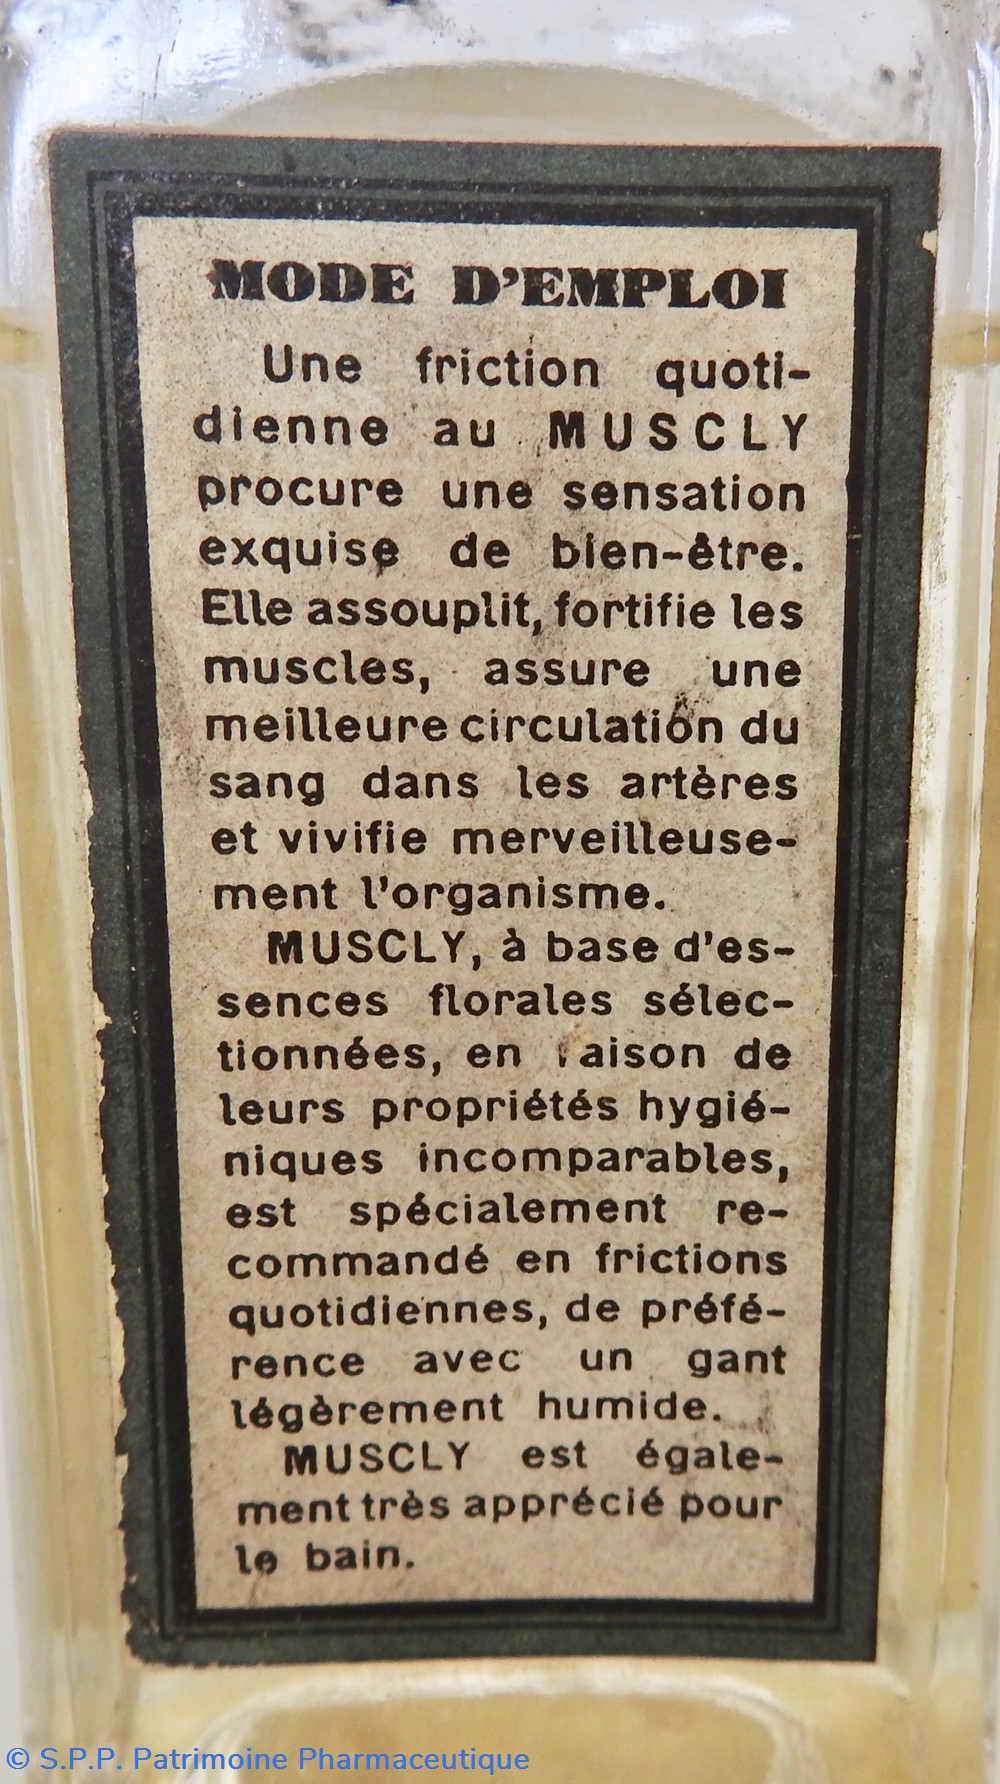 MODE D'EMPLOI
Une friction quoti-
dienne au MUSCLY
procure une sensation
exquise de bien-être.
Elle assouplit, fortifie les
muscles, assure une
meilleure circulation du
sang dans les artères
et vivifie merveilleuse-
ment l'organisme.
MUSCLY, à base d'es-
sences florales sélec-
tionnées, en raison de
leurs propriétés hygié-
niques incomparables,
est spécialement re-
commandé en frictions
quotidiennes, de préfé-
rence avec un gant
légèrement humide.
MUSCLY est égale-
ment très apprécié pour
le bain.
© S.P.P. Patrimoine Pharmaceutique